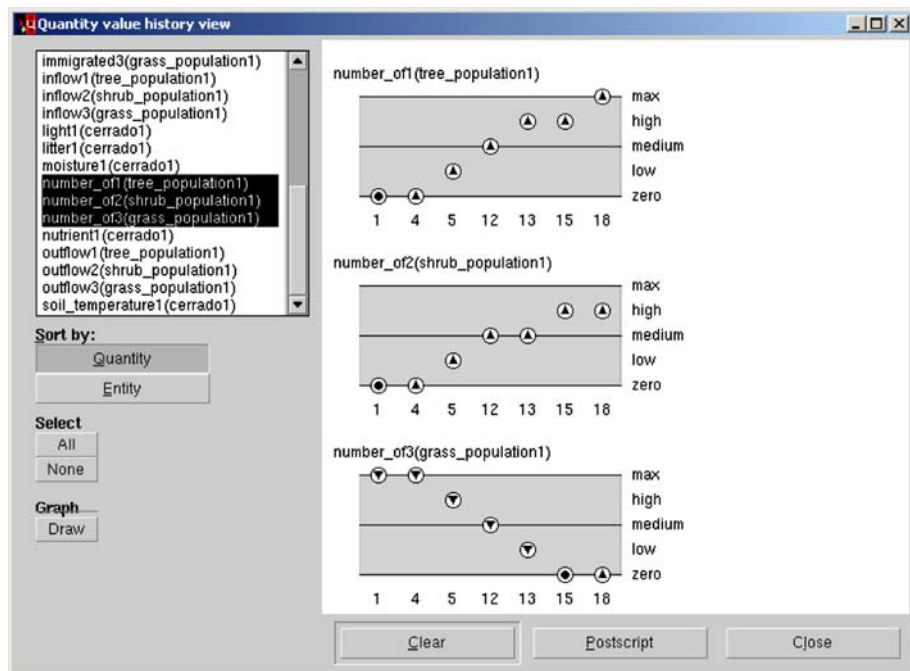 Quantity value history view
immigrated3(grass_population1)
inflow1(tree_population1)
inflow2(shrub_population1)
inflow3(grass_population1)
light1(cerrado1)
litter1(cerrado1)
moisture1(cerrado1)
number_of1(tree_population1)
number_of2(shrub_population1)
number_of3(grass_population1)
nutrient1(cerrado1)
outflow1(tree_population1)
outflow2(shrub_population1)
outflow3(grass_population1)
soil_temperature1(cerrado1)
Sort by:
Quantity
Entity
Select
All
None
Graph
Draw
number_of1(tree_population1)
max
high
medium
low
zero
1 4 5 12 13 15 18
number_of2(shrub_population1)
max
high
medium
low
zero
1 4 5 12 13 15 18
number_of3(grass_population1)
max
high
medium
low
zero
1 4 5 12 13 15 18
Clear Postscript Close